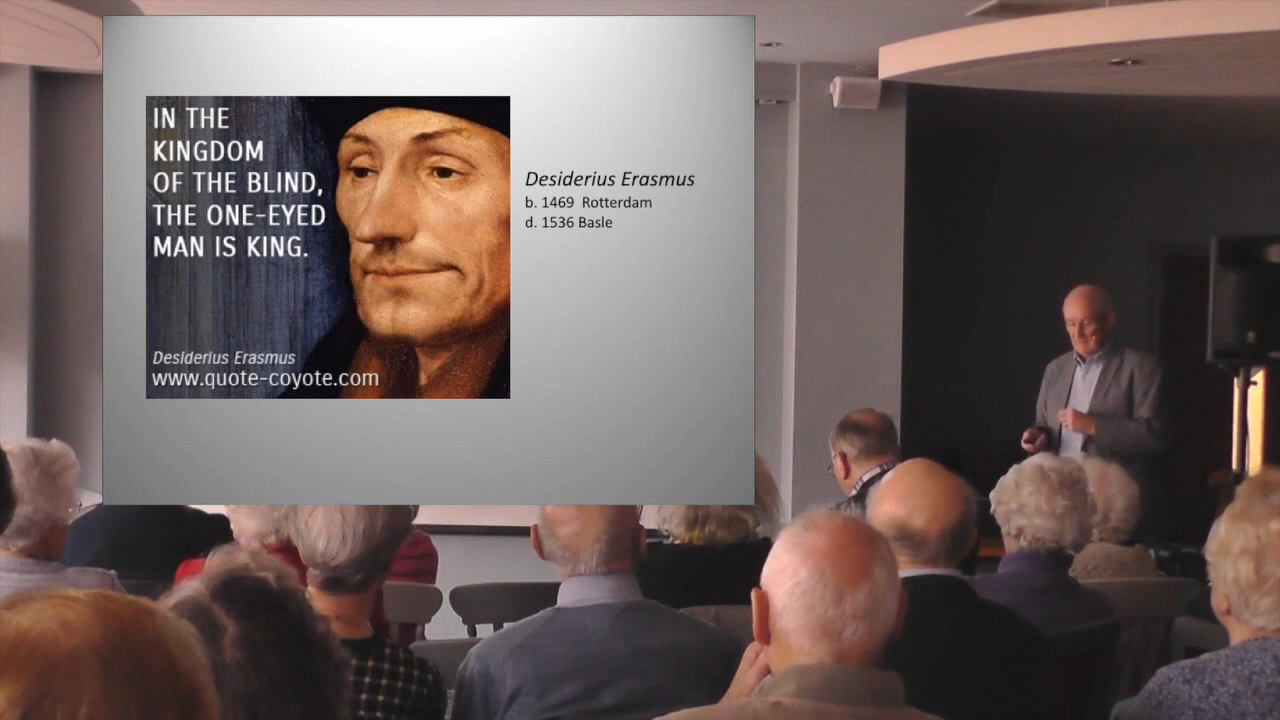 IN THE
KINGDOM
OF THE BLIND,
THE ONE-EYED
MAN IS KING.
Desiderius Erasmus
www.quote-coyote.com
Desiderius Erasmus
b. 1469 Rotterdam
d. 1536 Basle